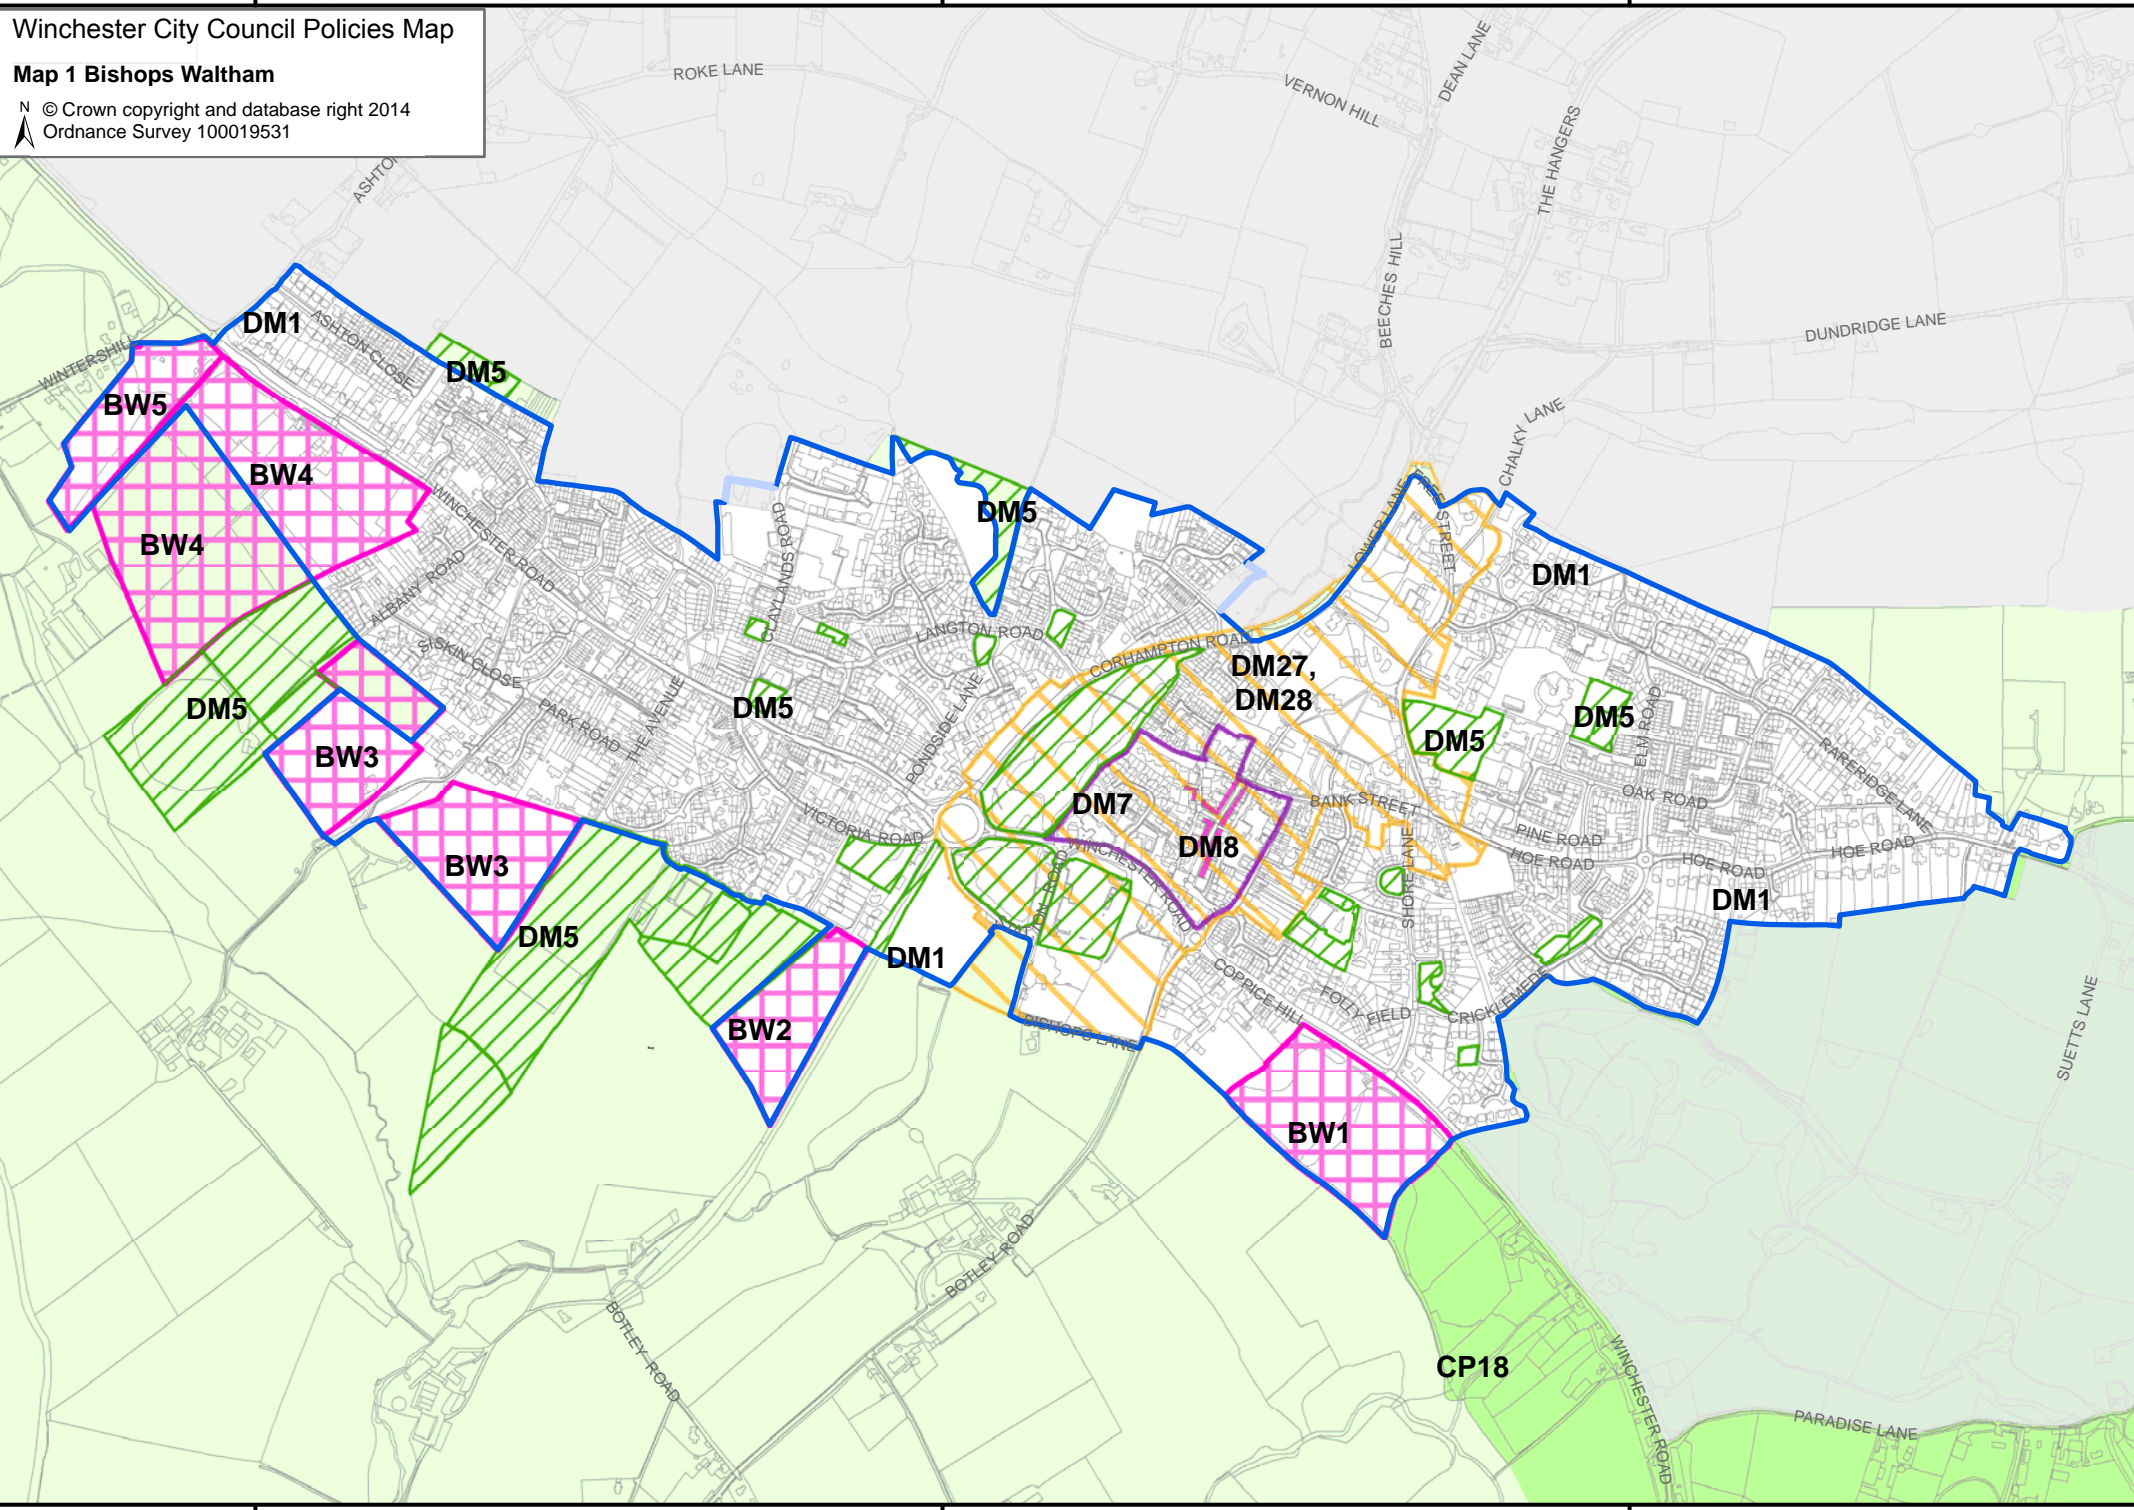 Winchester City Council Policies Map
Map 1 Bishops Waltham
N
© Crown copyright and database right 2014
Ordnance Survey 100019531
ROKE LANE
VERNON HILL
DEAN LANE
THE HANGERS
BEECHES HILL
DUNDRIDGE LANE
CHALKY LANE
WINTERSHILL
DM1
ASHTON CLOSE
DM5
BW5
BW4
WINCHESTER ROAD
BW4
ALBANY ROAD
SISKIN CLOSE
PARK ROAD
THE AVENUE
CLAYLANDS ROAD
DM5
LANGTON ROAD
CORHAMPTON ROAD
LOWER LANE
FREE STREET
DM1
DM27,
DM28
DM5
BW3
DM5
PONDSIDE LANE
DM5
DM5
ELM ROAD
RARERIDGE LANE
OAK ROAD
PINE ROAD
HOE ROAD
HOE ROAD
HOE ROAD
DM7
DM8
BANK STREET
SHORE LANE
WINCHESTER ROAD
VICTORIA ROAD
BW3
DM5
DM1
DM1
BISHOPS LANE
COPPICE HILL
FOLLY FIELD
CRICKLEMEDE
SUETTS LANE
BW2
BW1
BOTLEY ROAD
BOTLEY ROAD
CP18
WINCHESTER ROAD
PARADISE LANE